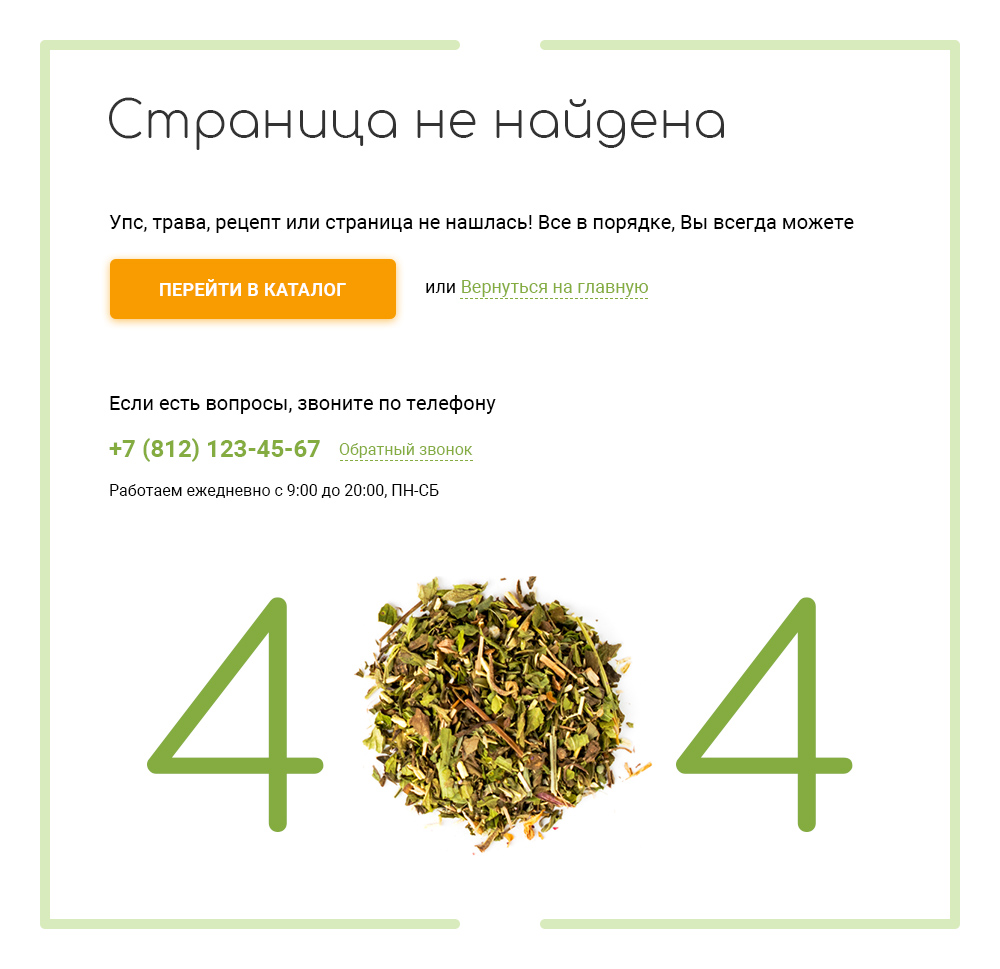 Страница не найдена
Упс, трава, рецепт или страница не нашлась! Все в порядке, Вы всегда можете
ПЕРЕЙТИ В КАТАЛОГ или Вернуться на главную
Если есть вопросы, звоните по телефону
+7 (812) 123-45-67 Обратный звонок
Работаем ежедневно с 9:00 до 20:00, ПН-СБ
4 4